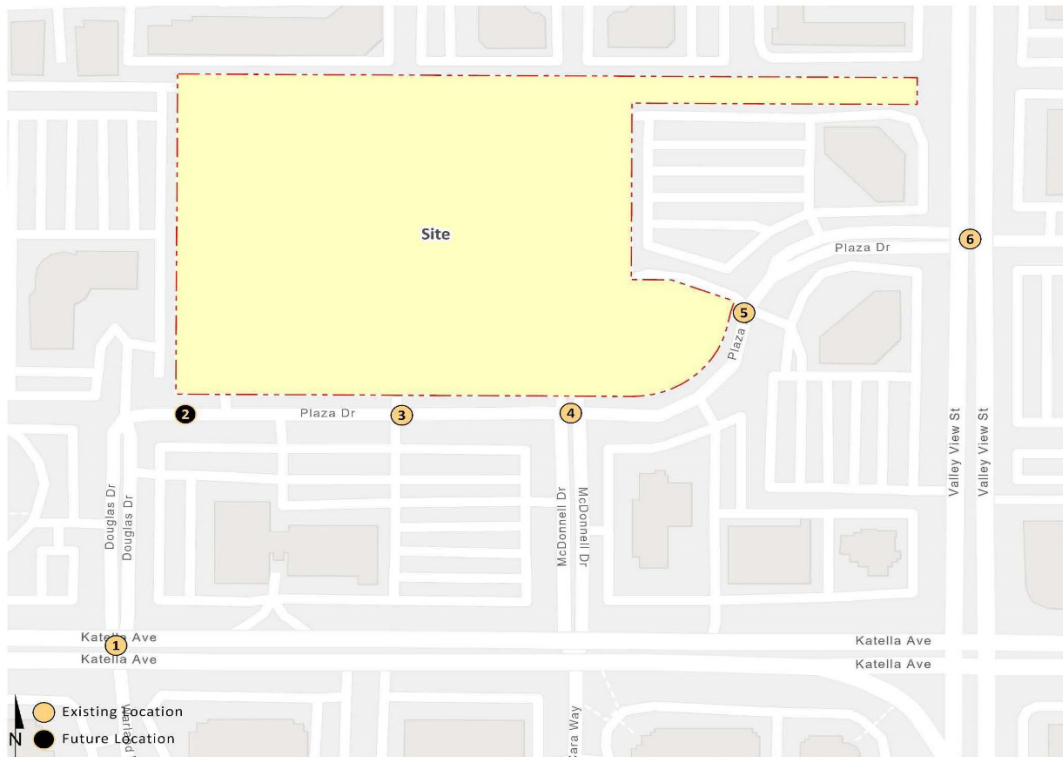 Site
6
Plaza Dr
5
Plaza
2
Plaza Dr
3
4
Valley View St
Valley View St
Douglas Dr
Douglas Dr
McDonnell Dr
McDonnell Dr
Katella Ave
1
Katella Ave
Katella Ave
Katella Ave
Existing Location
N
Future Location